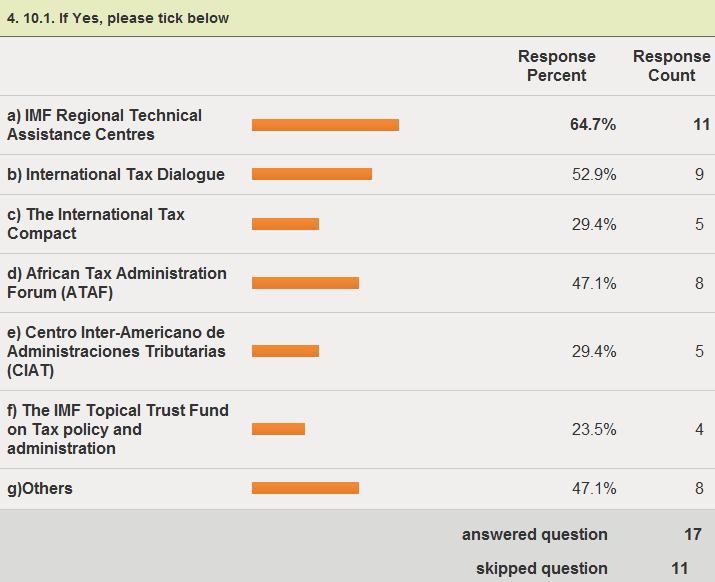 4. 10.1. If Yes, please tick below
Response Percent
Response Count
a) IMF Regional Technical
Assistance Centres
64.7%
11
b) International Tax Dialogue
52.9%
9
c) The International Tax
Compact
29.4%
5
d) African Tax Administration
Forum (ATAF)
47.1%
8
e) Centro Inter-Americano de
Administraciones Tributarias
(CIAT)
29.4%
5
f) The IMF Topical Trust Fund
on Tax policy and
administration
23.5%
4
g)Others
47.1%
8
answered question
17
skipped question
11